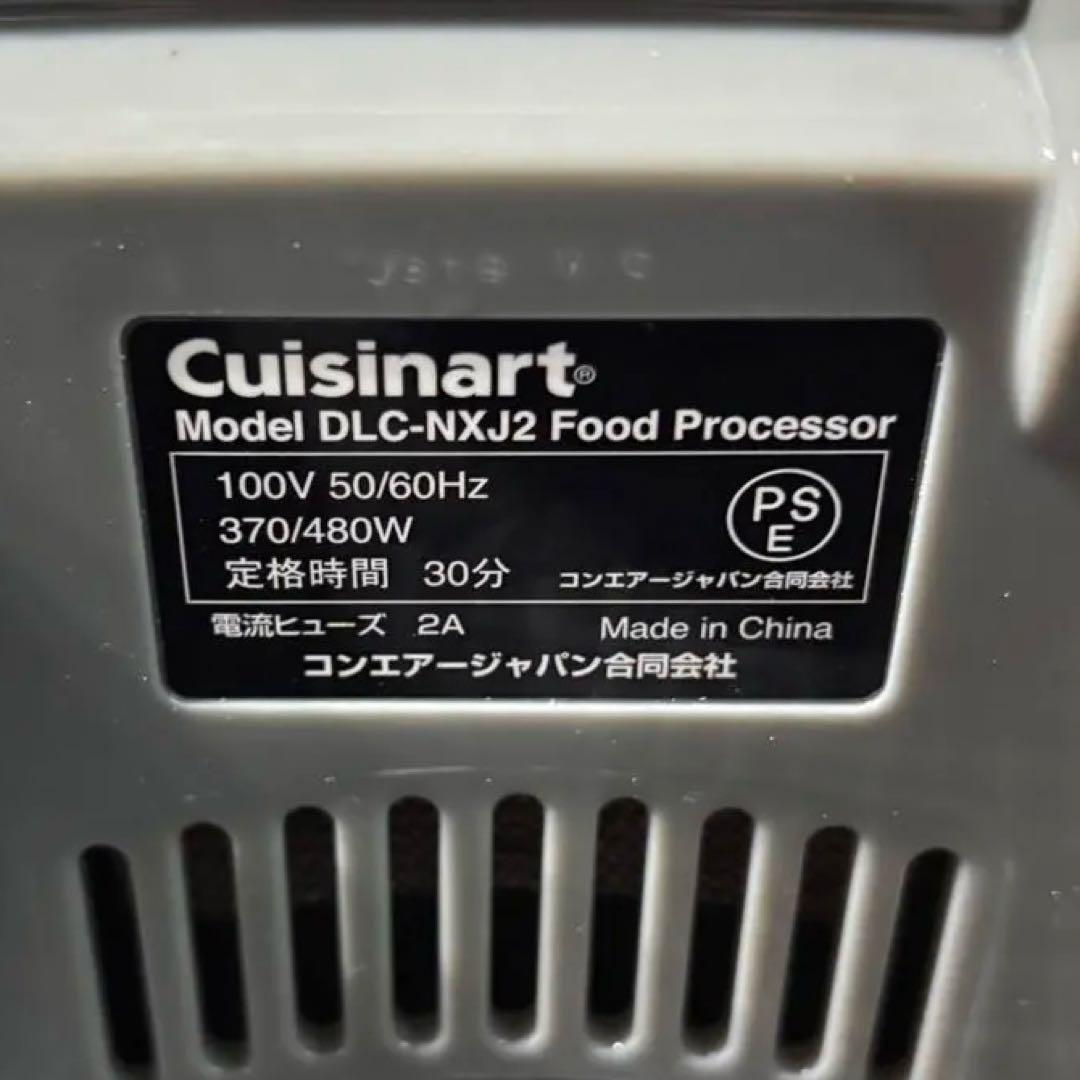 Cuisinart®
Model DLC-NXJ2 Food Processor
100V 50/60Hz
370/480W
定格時間 30分
PS
E
コンエアージャパン合同会社
電流ヒューズ 2A
Made in China
コンエアージャパン合同会社